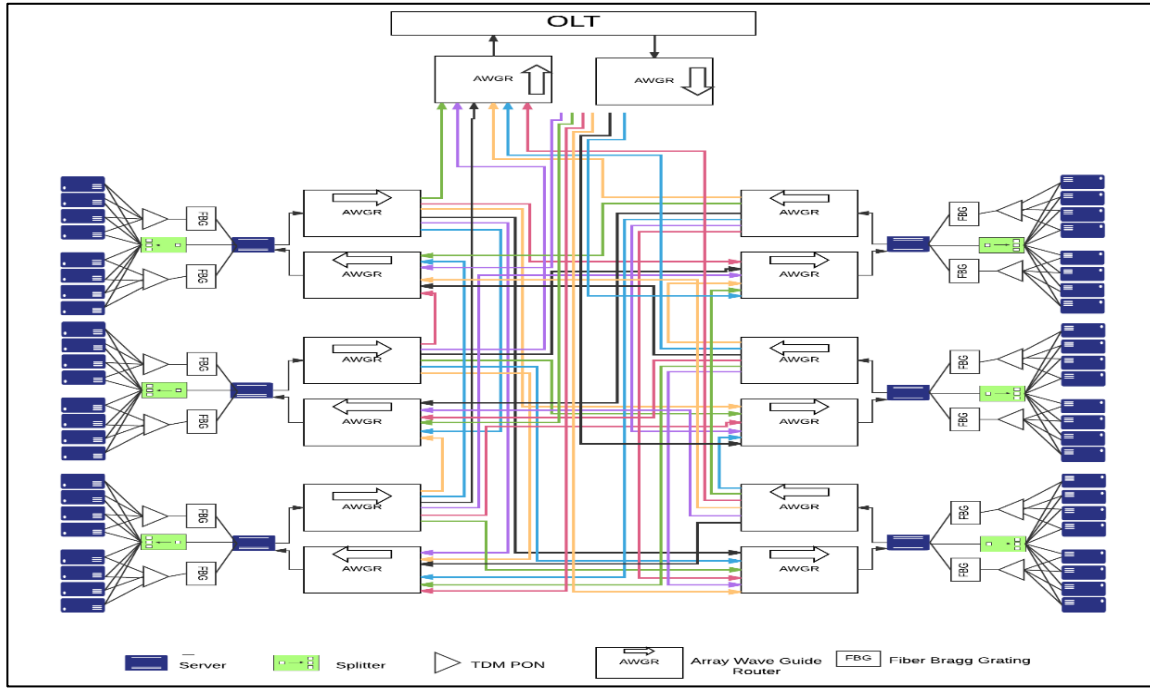 OLT
AWGR
AWGR
AWGR
AWGR
FBG
FBG
AWGR
AWGR
FBG
FBG
AWGR
AWGR
FBG
FBG
AWGR
AWGR
FBG
FBG
AWGR
AWGR
FBG
FBG
AWGR
AWGR
FBG
FBG
Server
Splitter
TDM PON
AWGR
Array Wave Guide
Router
FBG
Fiber Bragg Grating